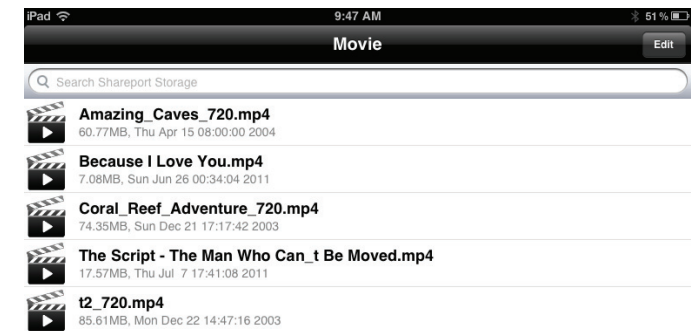 iPad 9:47 AM 51 %
Movie Edit
Search Shareport Storage
Amazing_Caves_720.mp4
60.77MB, Thu Apr 15 08:00:00 2004
Because I Love You.mp4
7.08MB, Sun Jun 26 00:34:04 2011
Coral_Reef_Adventure_720.mp4
74.35MB, Sun Dec 21 17:17:42 2003
The Script - The Man Who Can_t Be Moved.mp4
17.57MB, Thu Jul  7 17:41:08 2011
t2_720.mp4
85.61MB, Mon Dec 22 14:47:16 2003